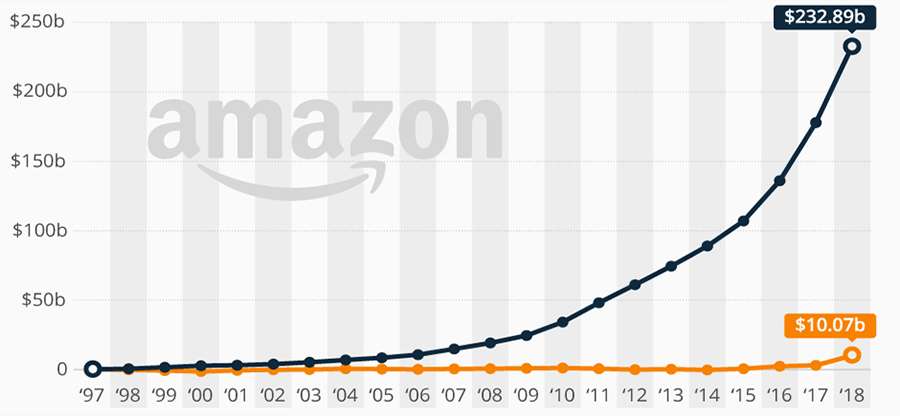 $250b
$232.89b
$200b
amazon
$150b
$100b
$50b
$10.07b
0
‘97 ‘98 ‘99 ‘00 ‘01 ‘02 ‘03 ‘04 ‘05 ‘06 ‘07 ‘08 ‘09 ‘10 ‘11 ‘12 ‘13 ‘14 ‘15 ‘16 ‘17 ‘18